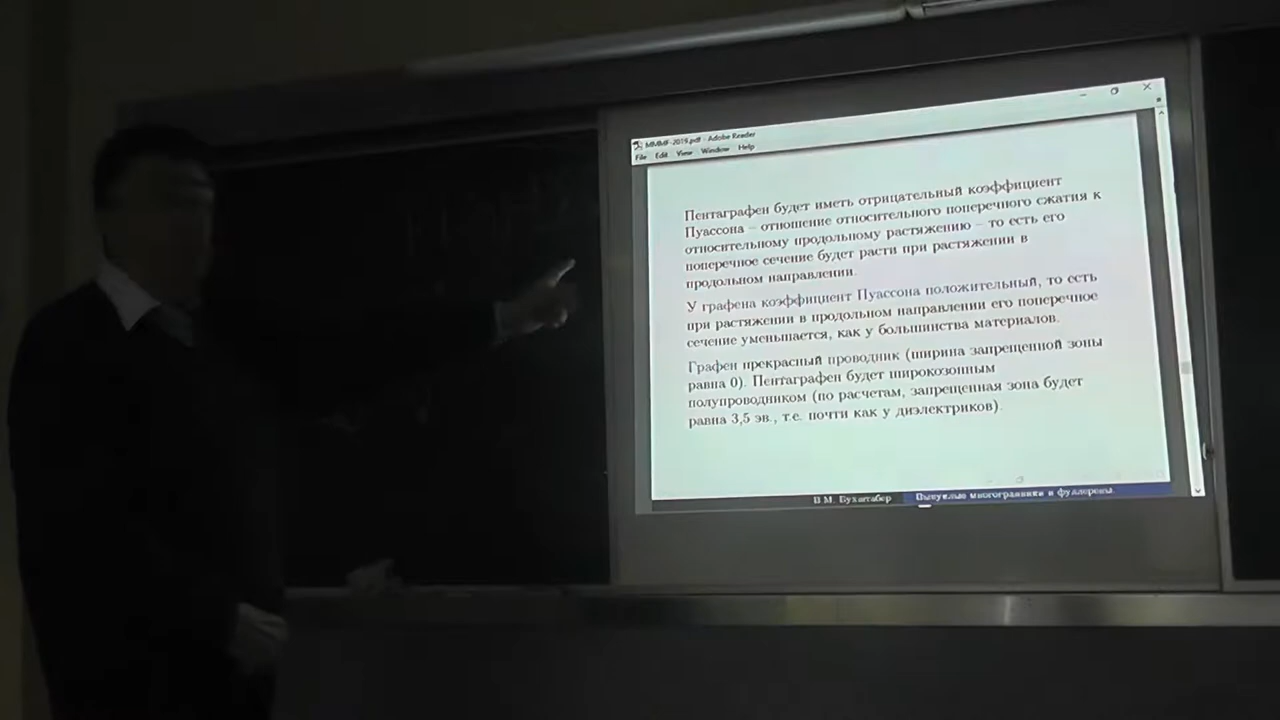 MMMF-2019.pdf - Adobe Reader
File Edit View Window Help
Пентаграфен будет иметь отрицательный коэффициент
Пуассона – отношение относительного поперечного сжатия к
относительному продольному растяжению – то есть его
поперечное сечение будет расти при растяжении в
продольном направлении.
У графена коэффициент Пуассона положительный, то есть
при растяжении в продольном направлении его поперечное
сечение уменьшается, как у большинства материалов.
Графен прекрасный проводник (ширина запрещенной зоны
равна 0). Пентаграфен будет широкозонным
полупроводником (по расчетам, запрещенная зона будет
равна 3,5 эв., т.е. почти как у диэлектриков).
В.М. Бухштабер Выпуклые многогранники и фуллерены.